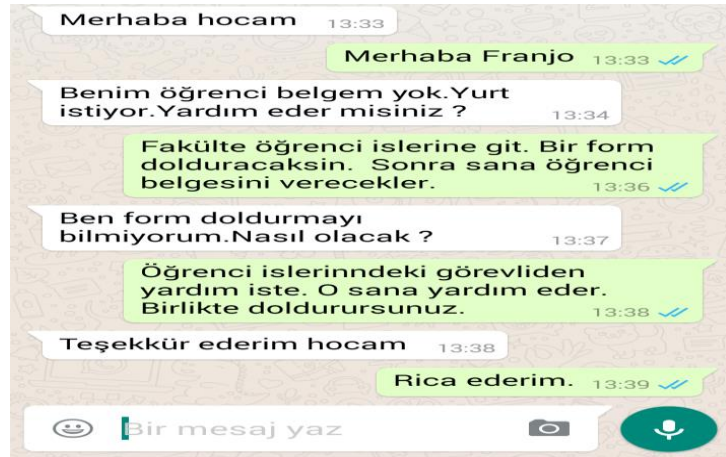 Merhaba hocam 13:33
Merhaba Franjo 13:33
Benim öğrenci belgem yok.Yurt
istiyor.Yardım eder misiniz ?
13:34
Fakülte öğrenci islerine git. Bir form
dolduracaksin. Sonra sana öğrenci
belgesini verecekler. 13:36
Ben form doldurmayı
bilmiyorum.Nasıl olacak ? 13:37
Öğrenci islerinndeki görevliden
yardım iste. O sana yardım eder.
Birlikte doldurursunuz. 13:38
Teşekkür ederim hocam 13:38
Rica ederim. 13:39
Bir mesaj yaz